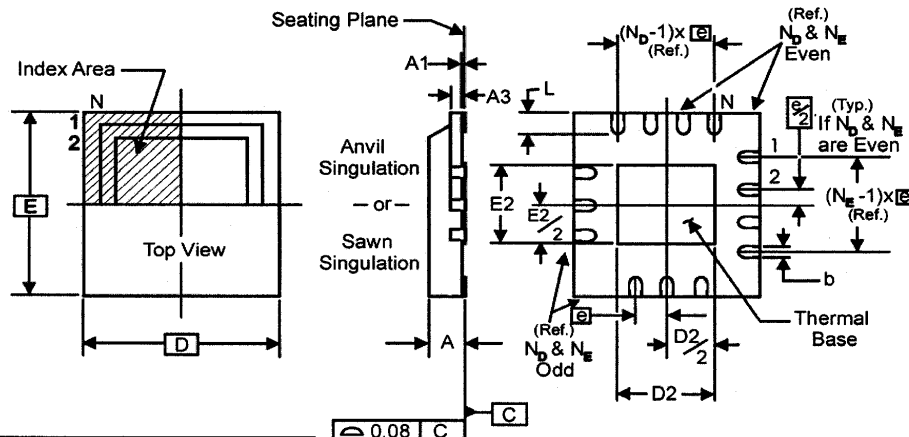 Seating Plane
Index Area
N
1
2
E
Top View
D
A1
A3
Anvil
Singulation
— or —
Sawn
Singulation
A
C
0.08 C
(N_D-1)x e
(Ref.)
L
E2
E2/2
(Ref.)
N_D & N_E
Even
N
1
2
e/2
(Typ.)
If N_D & N_E
are Even
(N_E-1)x e
(Ref.)
b
Thermal
Base
e
(Ref.)
N_D & N_E
Odd
D2/2
D2